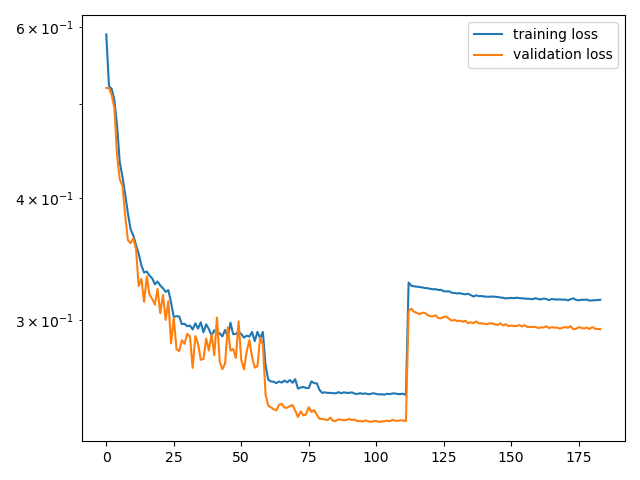 6 × 10⁻¹
4 × 10⁻¹
3 × 10⁻¹
training loss
validation loss
0 25 50 75 100 125 150 175